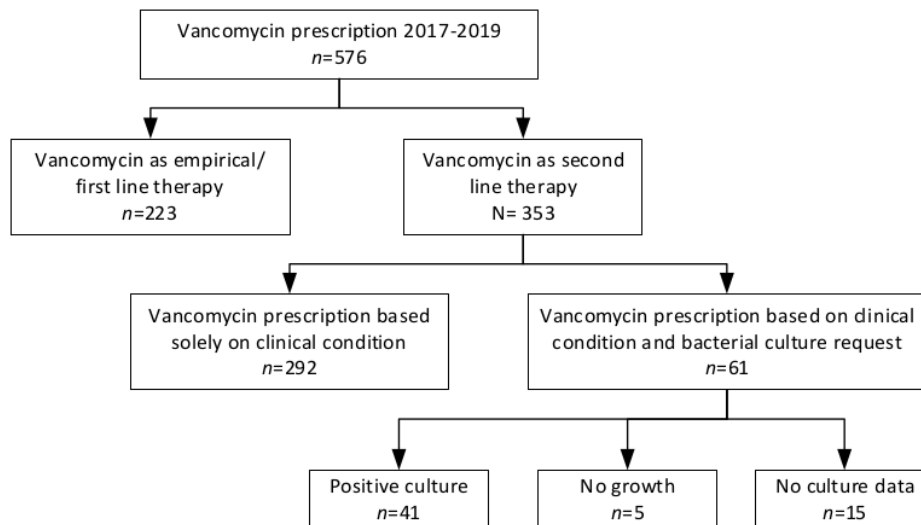 Vancomycin prescription 2017-2019
n=576
Vancomycin as empirical/
first line therapy
n=223
Vancomycin as second
line therapy
N= 353
Vancomycin prescription based
solely on clinical condition
n=292
Vancomycin prescription based on clinical
condition and bacterial culture request
n=61
Positive culture
n=41
No growth
n=5
No culture data
n=15